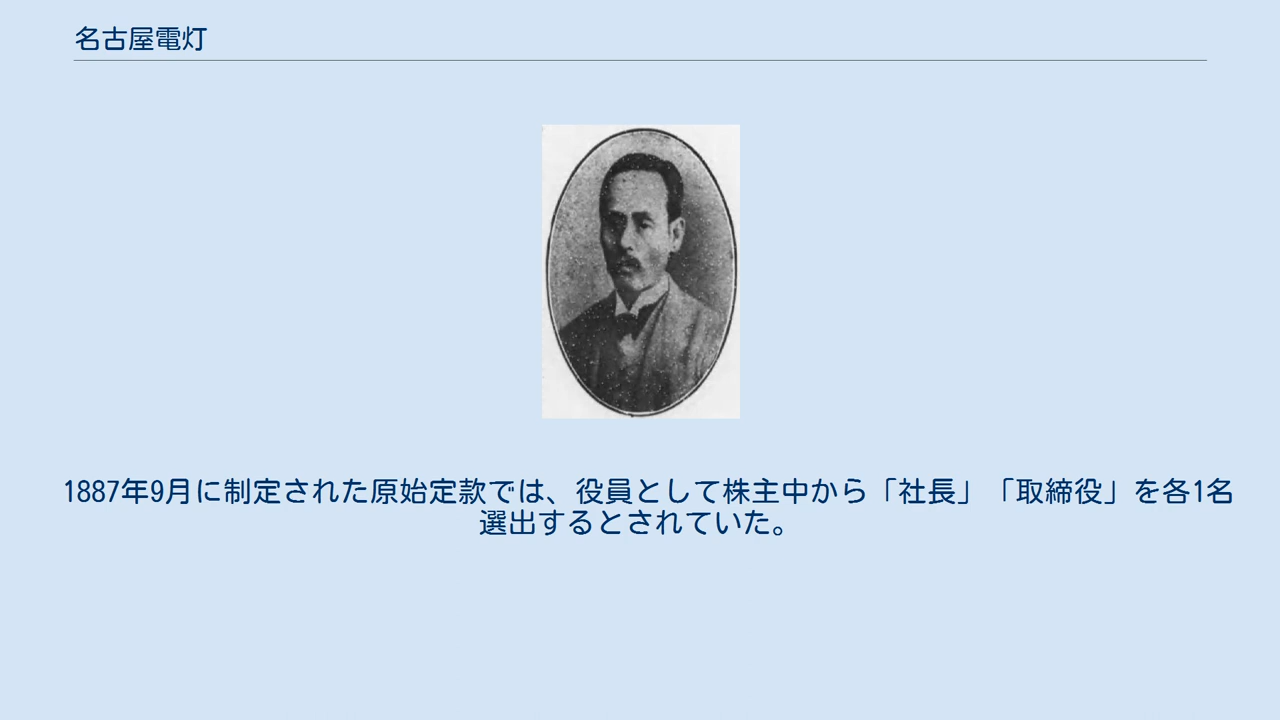 名古屋電灯
1887年9月に制定された原始定款では、役員として株主中から「社長」「取締役」を各1名
選出するとされていた。